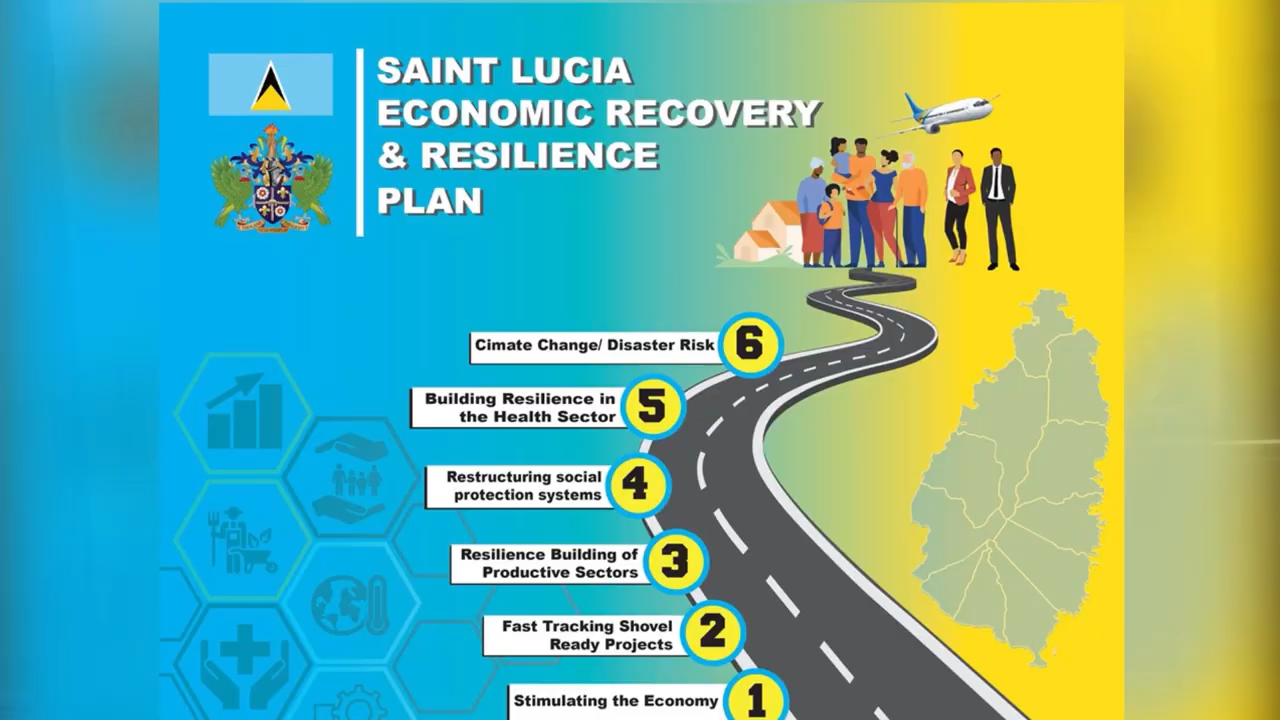 SAINT LUCIA
ECONOMIC RECOVERY
& RESILIENCE
PLAN
Cimate Change/ Disaster Risk
6
Building Resilience in
the Health Sector
5
Restructuring social
protection systems
4
Resilience Building of
Productive Sectors
3
Fast Tracking Shovel
Ready Projects
2
Stimulating the Economy
1